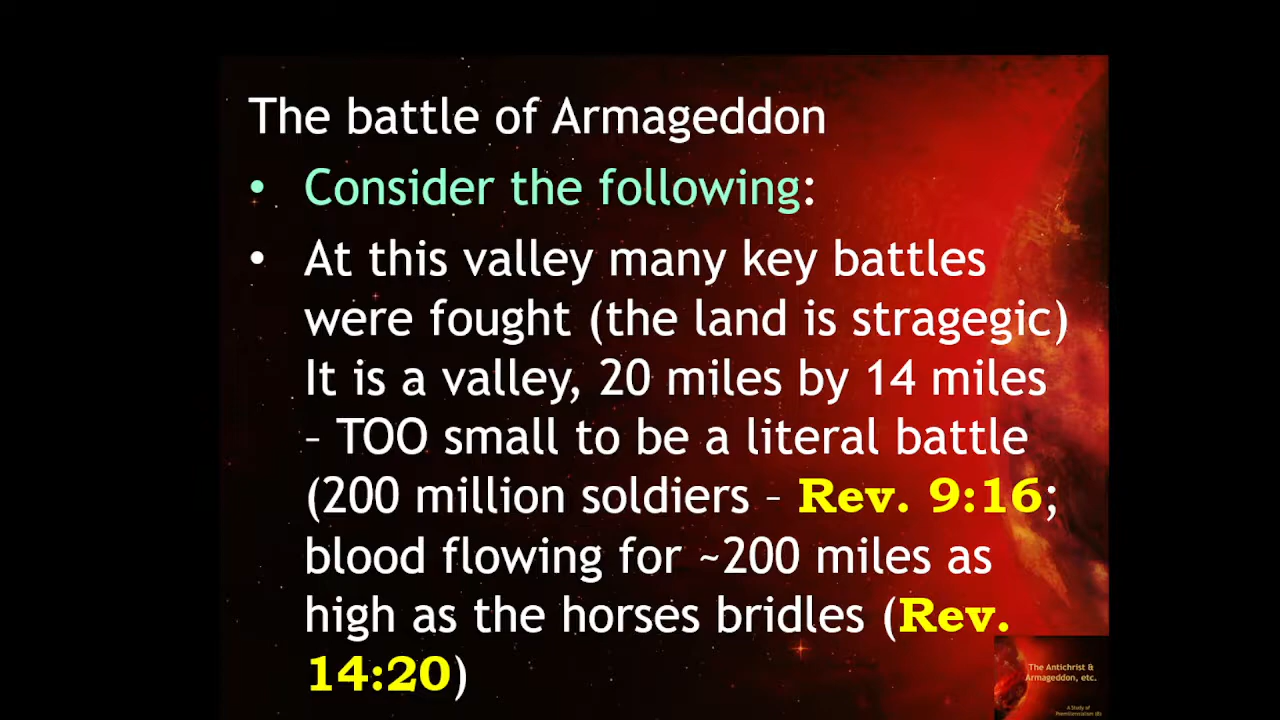 The battle of Armageddon
• Consider the following:
• At this valley many key battles
were fought (the land is stragegic)
It is a valley, 20 miles by 14 miles
– TOO small to be a literal battle
(200 million soldiers – Rev. 9:16;
blood flowing for ~200 miles as
high as the horses bridles (Rev.
14:20)
The Antichrist &
Armageddon, etc.
A Study of